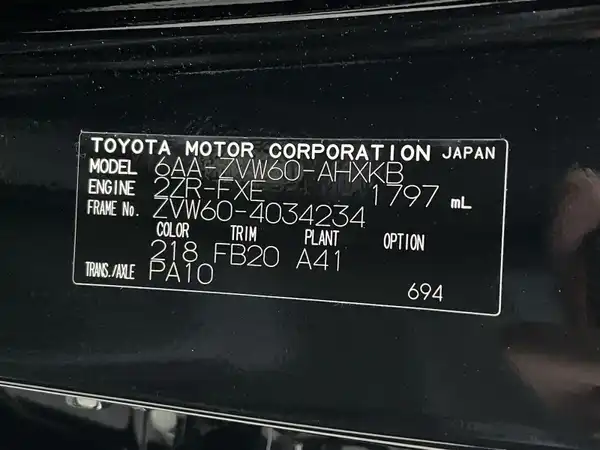 TOYOTA MOTOR CORPORATION JAPAN
MODEL 6AA-ZVW60-AHXKB
ENGINE 2ZR-FXE 1797 mL
FRAME No. ZVW60-4034234
COLOR TRIM PLANT OPTION
218 FB20 A41
TRANS./AXLE PA10
694